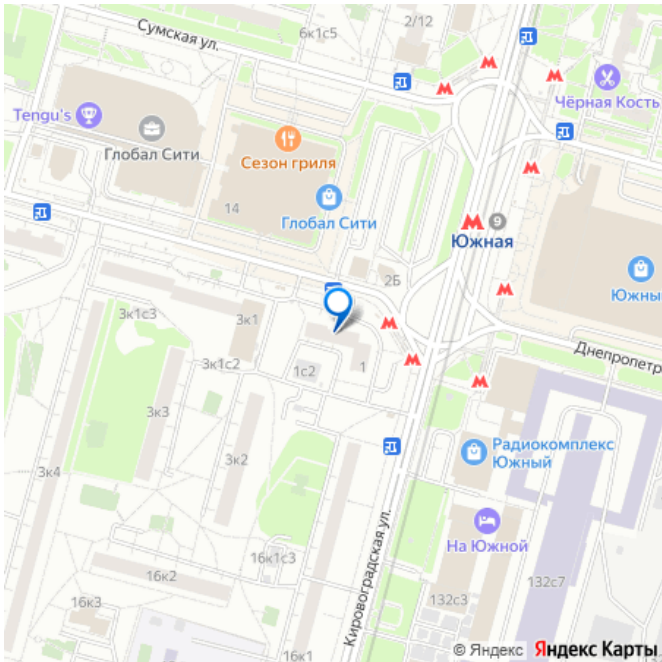 2/12
6к1с5
Сумская ул.
Чёрная Кость
Tengu's
Глобал Сити
Сезон гриля
14
Глобал Сити
9
Южная
2Б
Южны
3к1с3
3к1
Днепропетр
3к1с2
1с2
1
3к3
Радиокомплекс
Южный
3к2
3к4
На Южной
16к1с3
16к2
132с7
132с3
16к3
Кировоградская ул.
16к1
© Яндекс Яндекс Карты